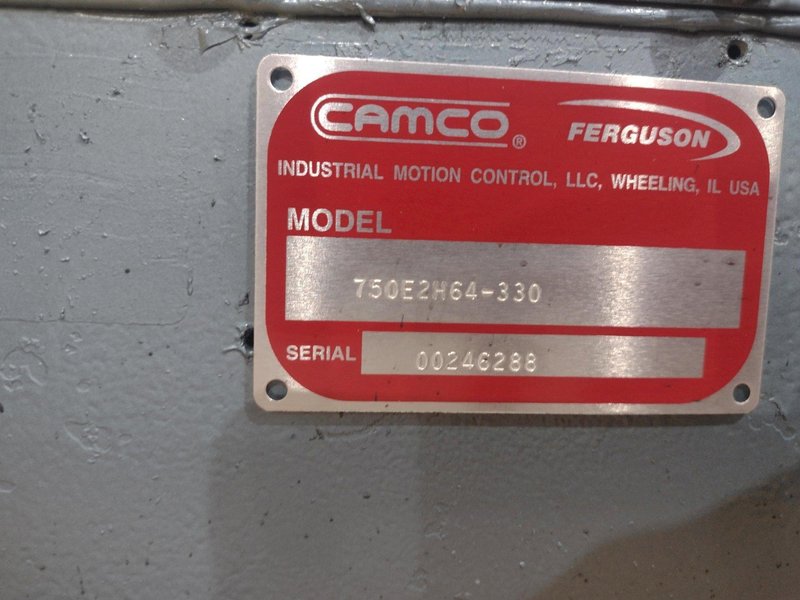 CAMCO® FERGUSON
INDUSTRIAL MOTION CONTROL, LLC, WHEELING, IL USA
MODEL
750E2H64-330
SERIAL 00246288